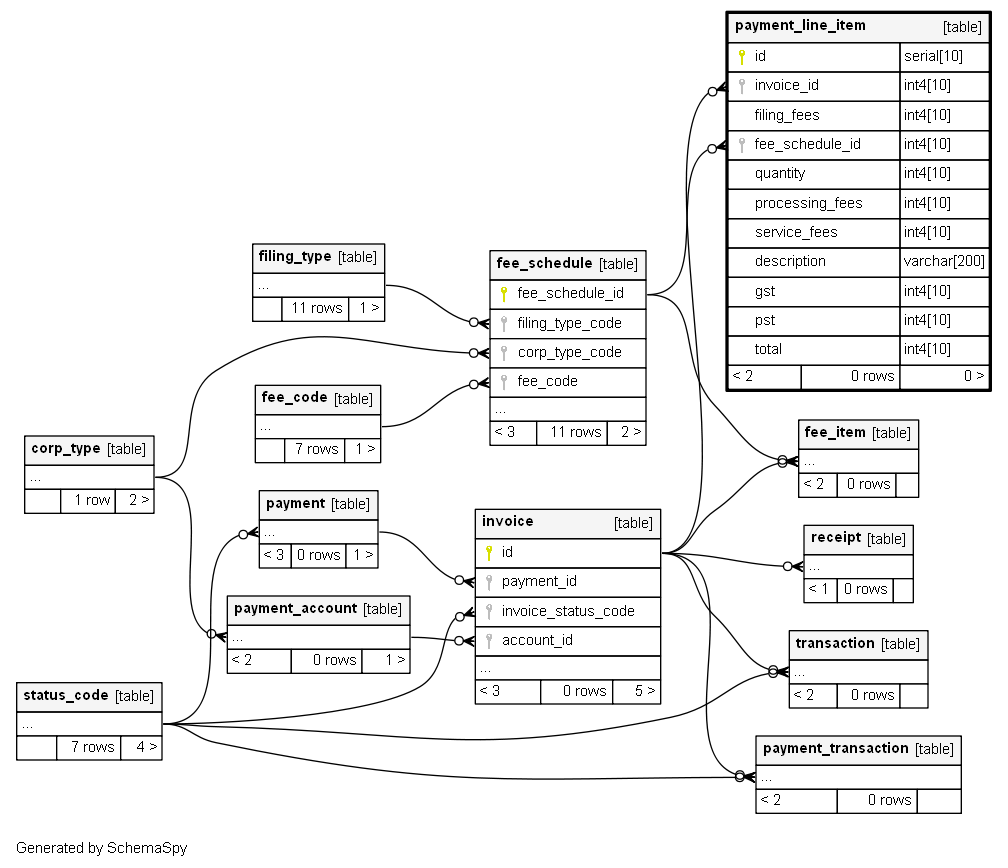 payment_line_item [table]
id serial[10]
invoice_id int4[10]
filing_fees int4[10]
fee_schedule_id int4[10]
quantity int4[10]
processing_fees int4[10]
service_fees int4[10]
description varchar[200]
gst int4[10]
pst int4[10]
total int4[10]
< 2 0 rows 0 >
filing_type [table]
...
11 rows 1 >
fee_schedule [table]
fee_schedule_id
filing_type_code
corp_type_code
fee_code
...
< 3 11 rows 2 >
fee_code [table]
...
7 rows 1 >
corp_type [table]
...
1 row 2 >
fee_item [table]
...
< 2 0 rows
payment [table]
...
< 3 0 rows 1 >
invoice [table]
id
payment_id
invoice_status_code
account_id
...
< 3 0 rows 5 >
receipt [table]
...
< 1 0 rows
payment_account [table]
...
< 2 0 rows 1 >
transaction [table]
...
< 2 0 rows
status_code [table]
...
7 rows 4 >
payment_transaction [table]
...
< 2 0 rows
Generated by SchemaSpy